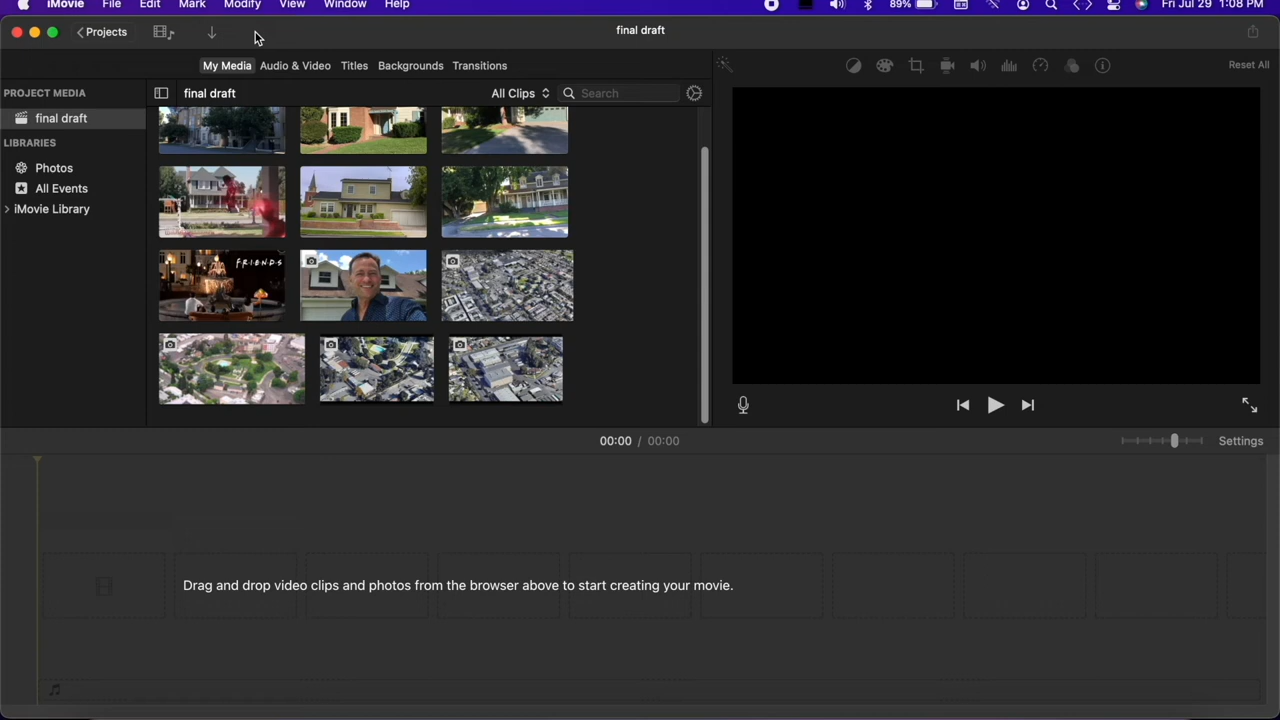 iMovie File Edit Mark Modify View Window Help 89% Fri Jul 29 1:08 PM
Projects final draft
My Media Audio & Video Titles Backgrounds Transitions Reset All
PROJECT MEDIA final draft All Clips Search
final draft
LIBRARIES
Photos
All Events
iMovie Library
FRIENDS
00:00 / 00:00 Settings
Drag and drop video clips and photos from the browser above to start creating your movie.